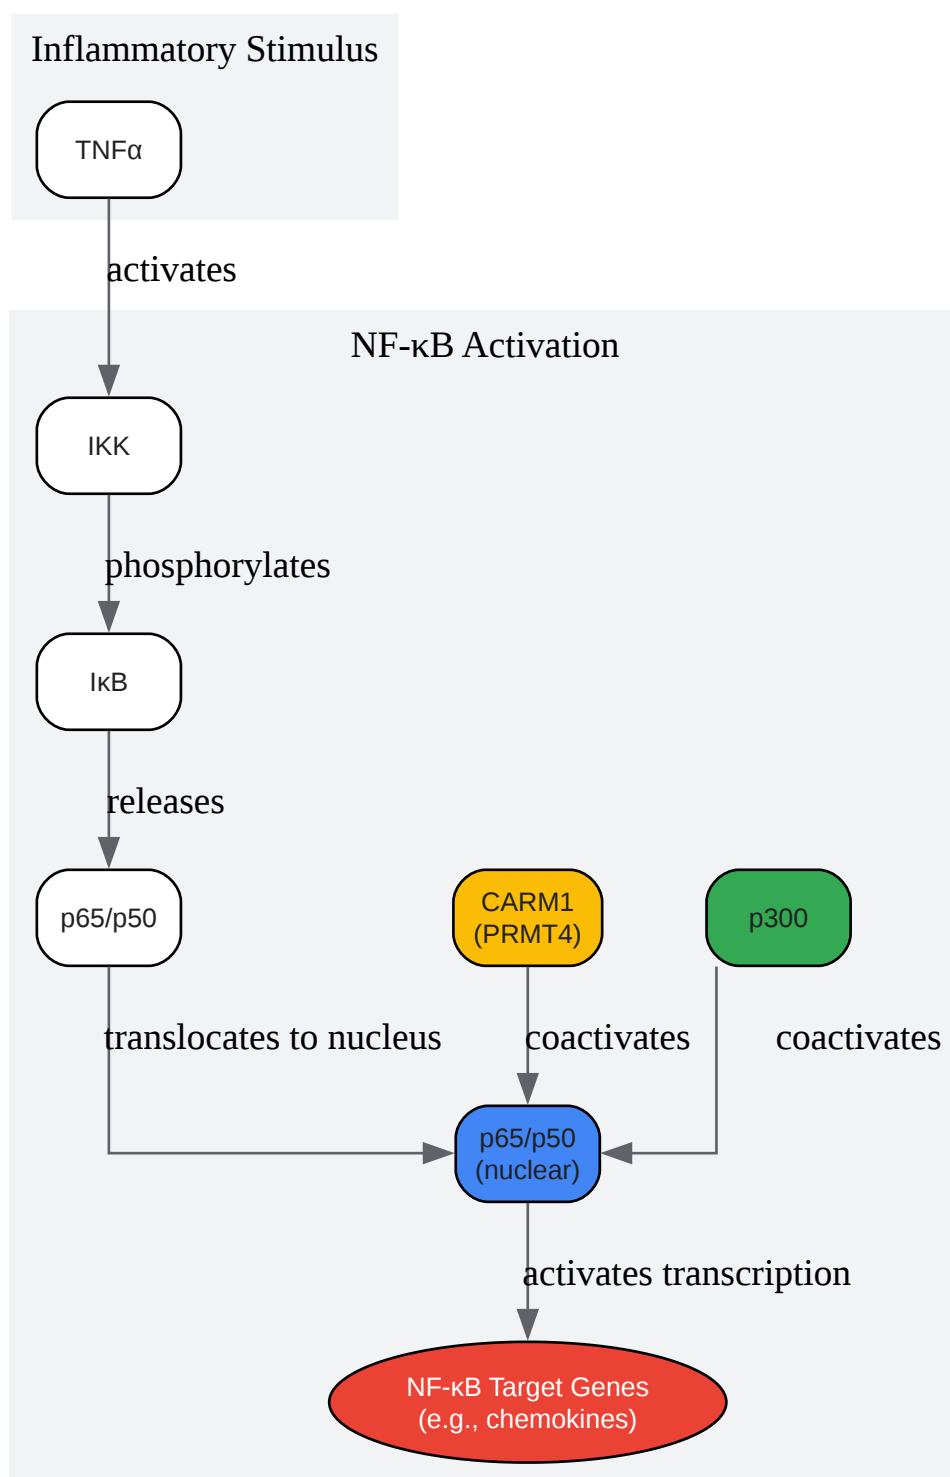 Inflammatory Stimulus
TNFα
activates
NF-κB Activation
IKK
phosphorylates
IκB
releases
p65/p50
CARM1
(PRMT4)
p300
translocates to nucleus
coactivates
coactivates
p65/p50
(nuclear)
activates transcription
NF-κB Target Genes
(e.g., chemokines)